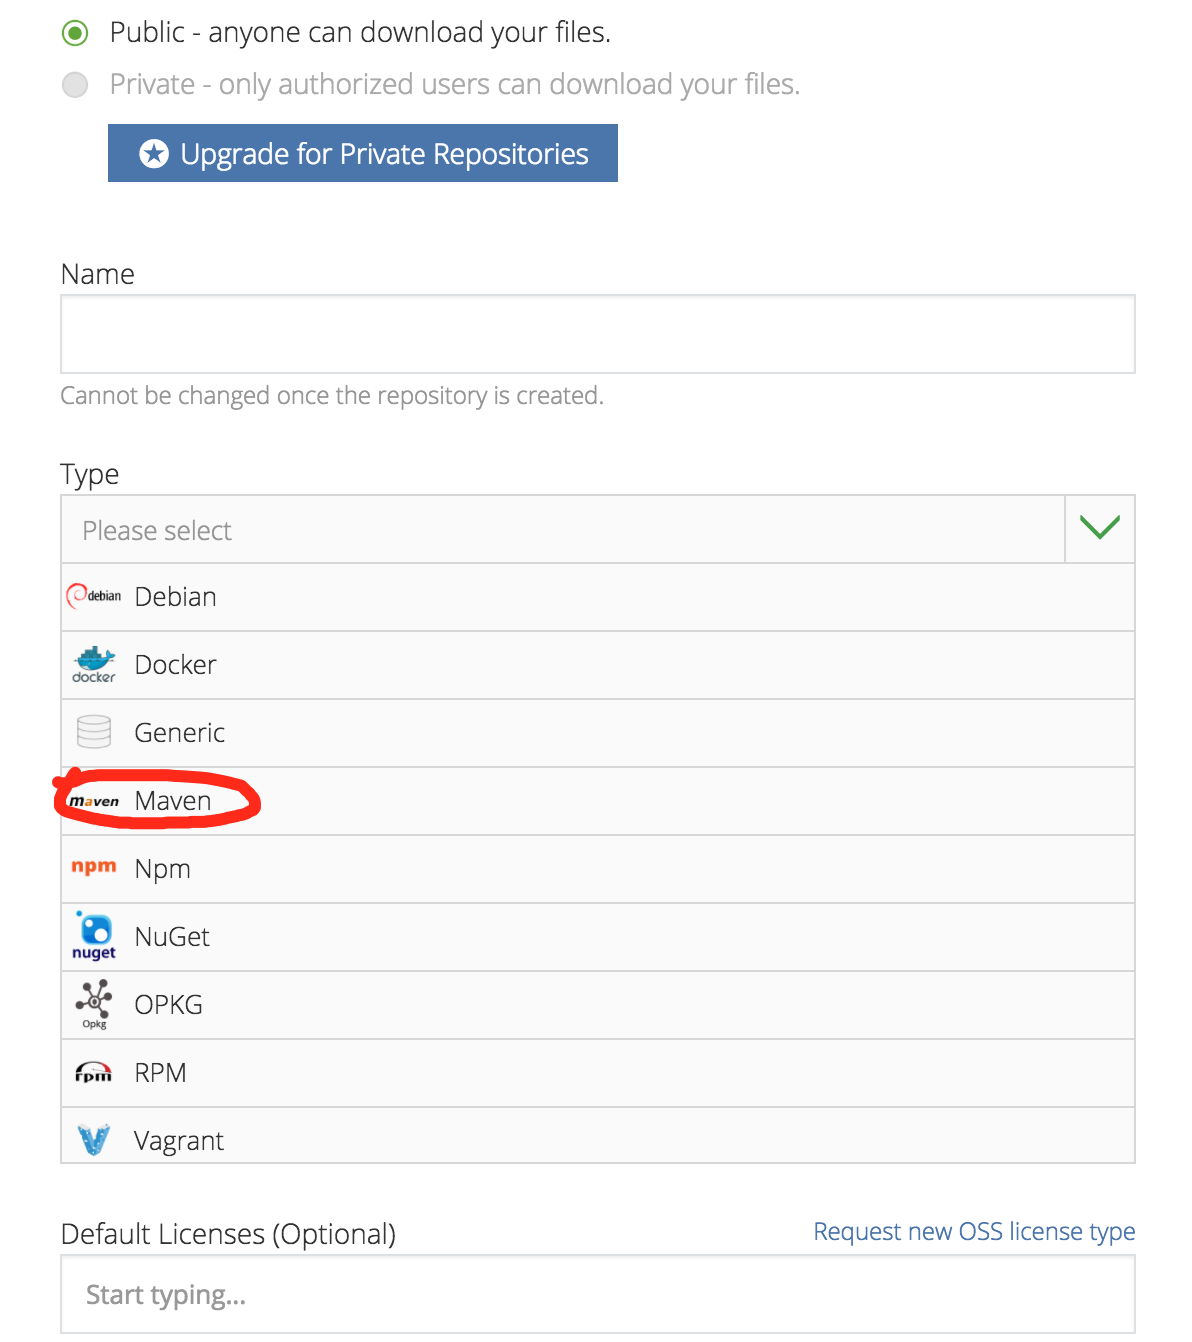 Public - anyone can download your files.
Private - only authorized users can download your files.
Upgrade for Private Repositories
Name
Cannot be changed once the repository is created.
Type
Please select
debian Debian
docker Docker
Generic
maven Maven
npm Npm
nuget NuGet
Opkg OPKG
rpm RPM
Vagrant
Default Licenses (Optional) Request new OSS license type
Start typing...